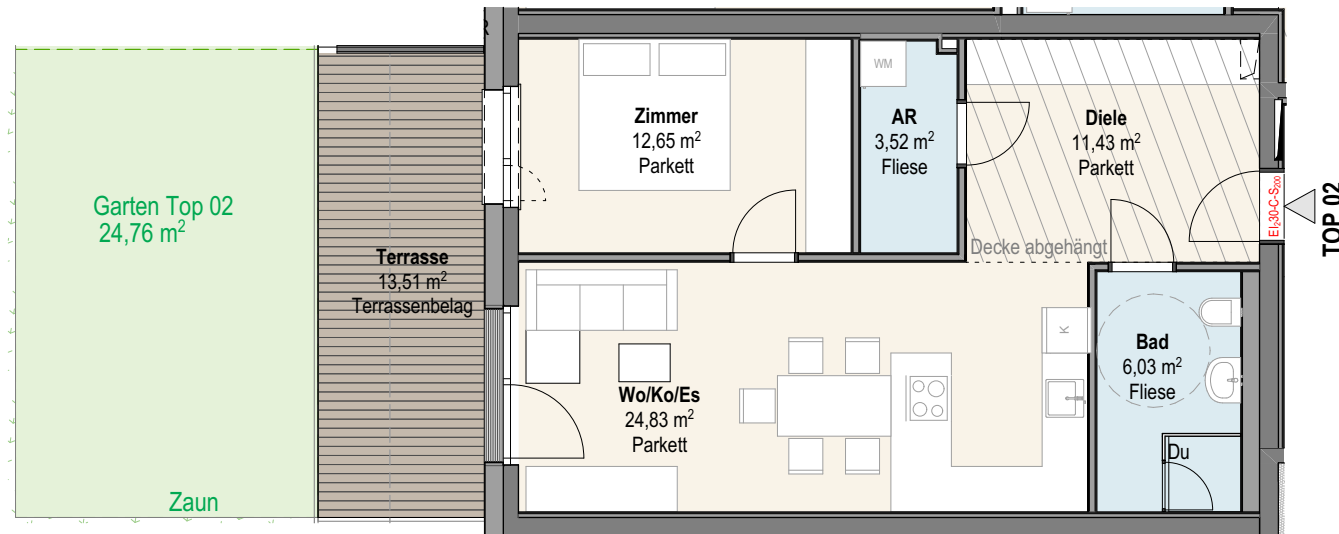 Garten Top 02
24,76 m²
Zaun
Terrasse
13,51 m²
Terrassenbelag
Zimmer
12,65 m²
Parkett
WM
AR
3,52 m²
Fliese
Diele
11,43 m²
Parkett
Decke abgehängt
EI₂30-C-S₂₀₀
TOP 02
Wo/Ko/Es
24,83 m²
Parkett
K
Bad
6,03 m²
Fliese
Du